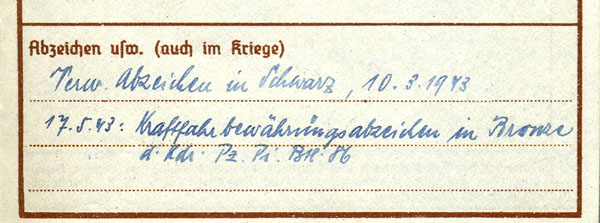 Abzeichen usw. (auch im Kriege)
Verw. Abzeichen in Schwarz, 10.3.1943
17.5.43: Kraftfahrbewährungsabzeichen in Bronze
d. Kdr. Pz. Pi. Btl. 86